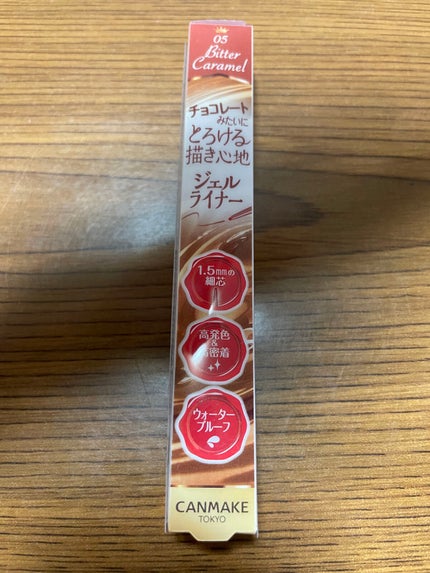 05
Bitter
Caramel
チョコレート
みたいに
とろける
描き心地
ジェル
ライナー
1.5mmの
細芯
高発色
&
密着
ウォーター
プルーフ
CANMAKE
TOKYO